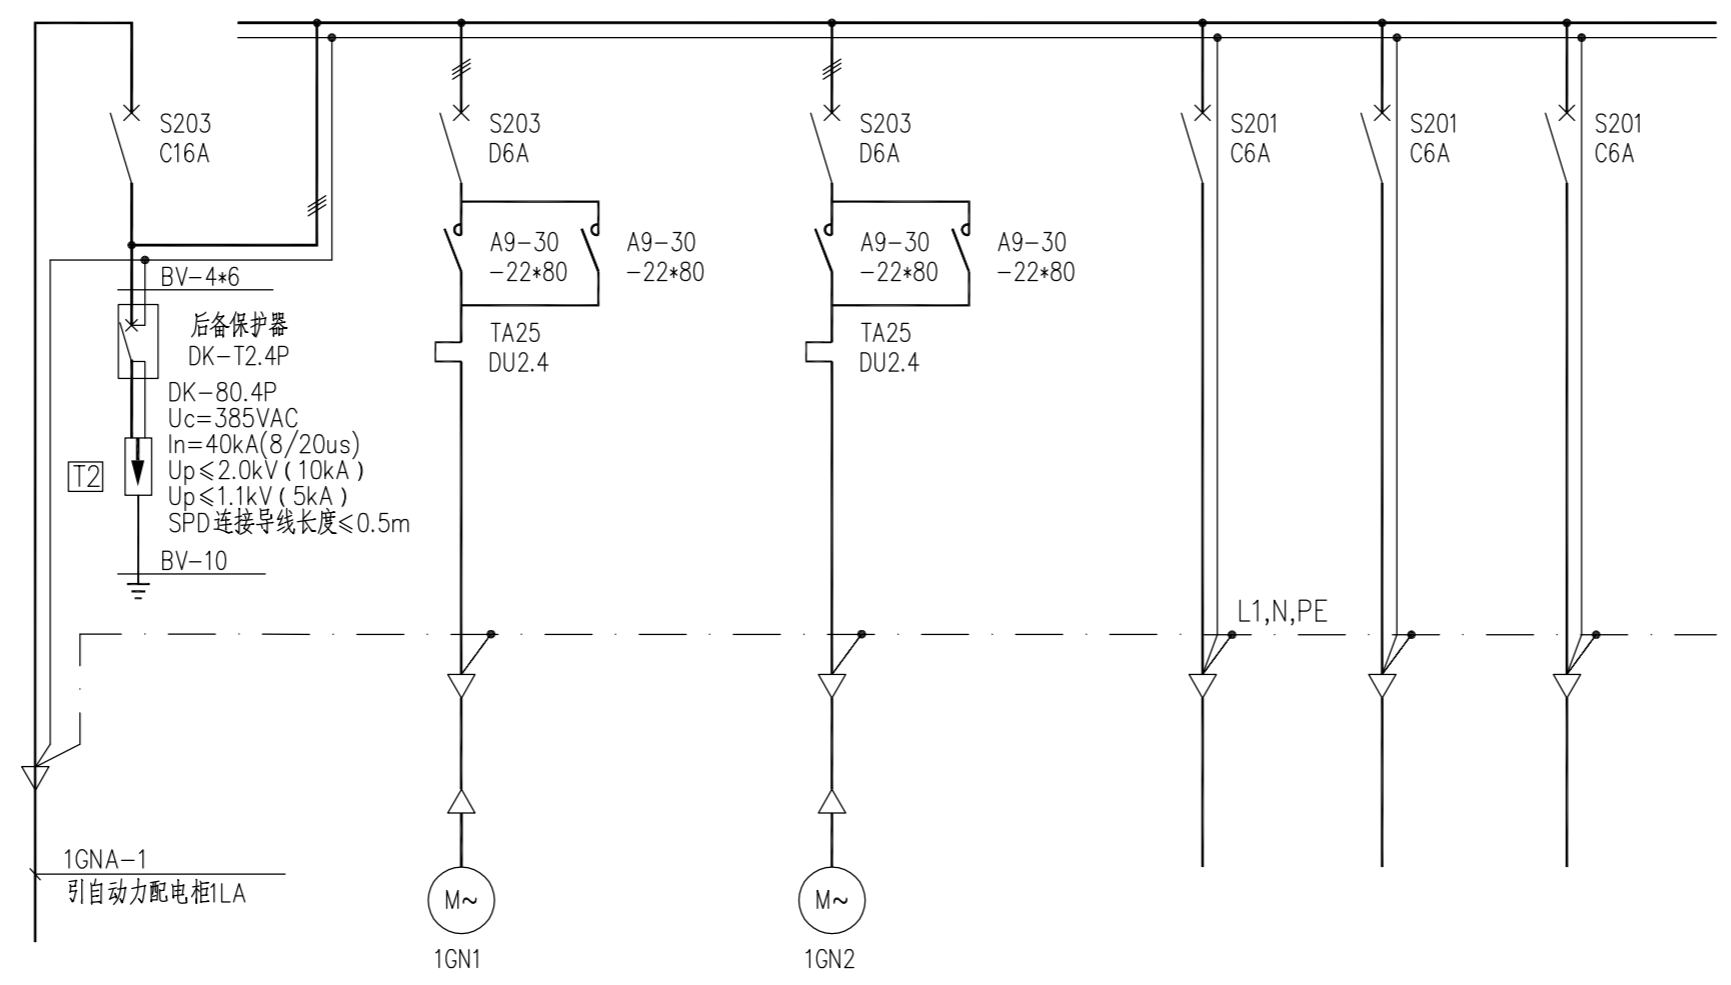 S203
C16A
S203
D6A
S203
D6A
S201
C6A
S201
C6A
S201
C6A
A9-30
-22*80
A9-30
-22*80
A9-30
-22*80
A9-30
-22*80
BV-4*6
后备保护器
DK-T2.4P
TA25
DU2.4
TA25
DU2.4
DK-80.4P
Uc=385VAC
In=40kA(8/20us)
Up≤2.0kV(10kA)
Up≤1.1kV(5kA)
SPD连接导线长度≤0.5m
T2
BV-10
L1,N,PE
1GNA-1
引自动力配电柜1LA
M~
M~
1GN1
1GN2